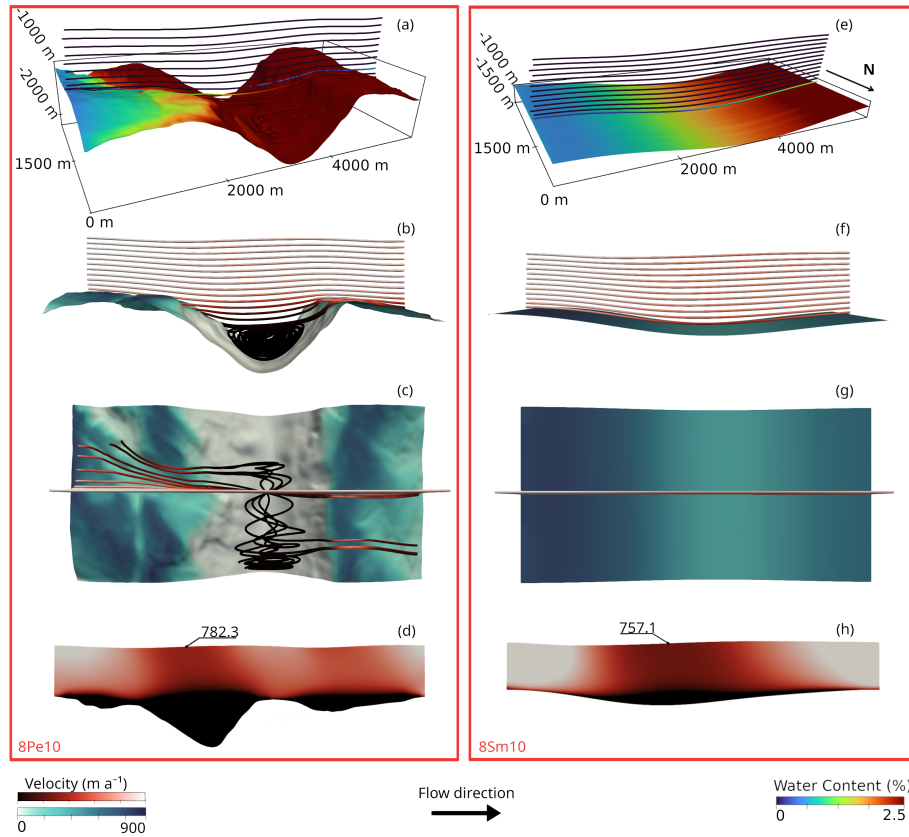 (a)
-1000 m
-2000 m
1500 m
0 m
2000 m
4000 m
(b)
(c)
782.3
(d)
8Pe10
(e)
N
-1000 m
-1500 m
1500 m
0 m
2000 m
4000 m
(f)
(g)
757.1
(h)
8Sm10
Velocity (m a⁻¹)
0 900
Flow direction
Water Content (%)
0 2.5